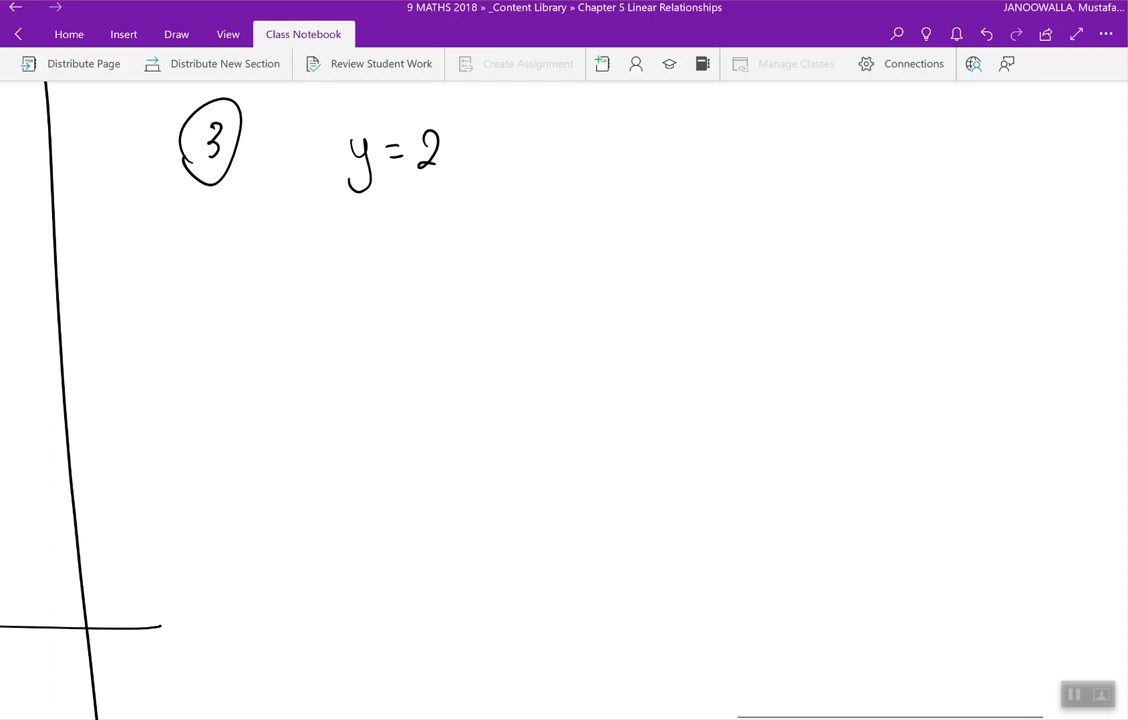 9 MATHS 2018 » _Content Library » Chapter 5 Linear Relationships
JANOOWALLA, Mustafa...
Home Insert Draw View Class Notebook
Distribute Page Distribute New Section Review Student Work Create Assignment Manage Classes Connections
3 y = 2